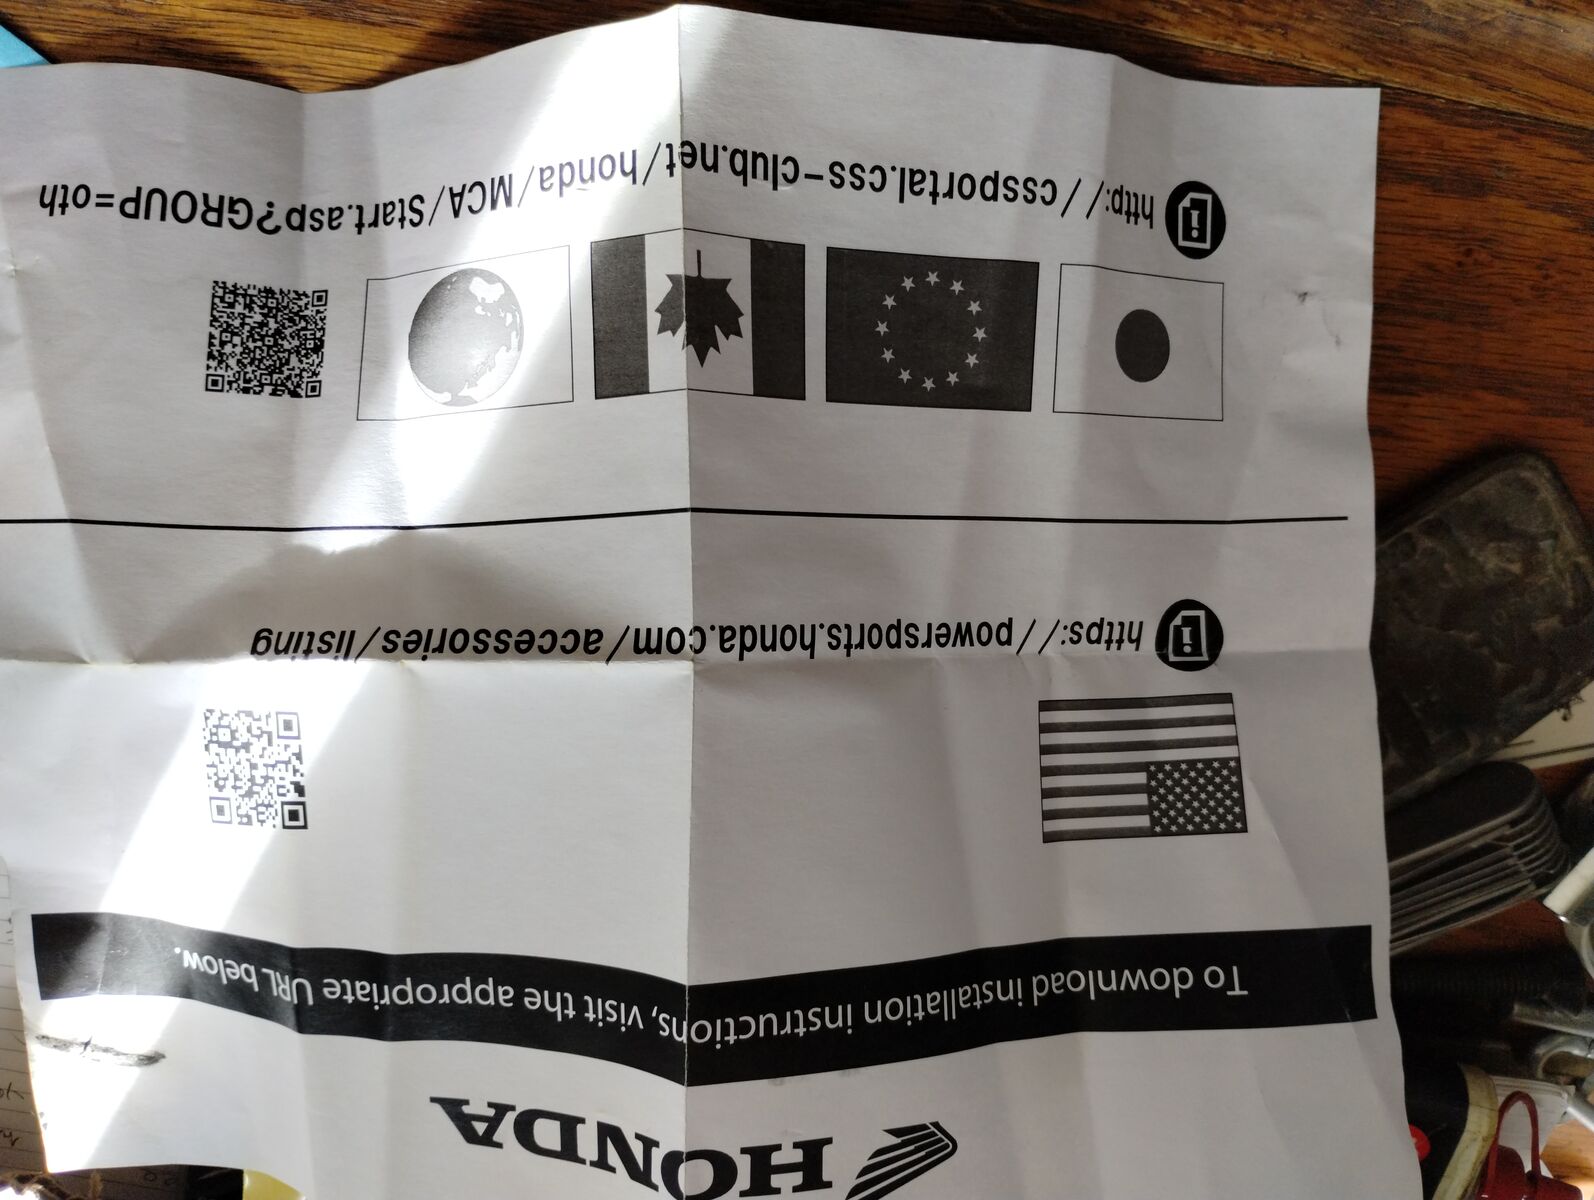 HONDA
To download installation instructions, visit the appropriate URL below.
https://powersports.honda.com/accessories/listing
http://cssportal.css-club.net/honda/MCA/Start.asp?GROUP=oth